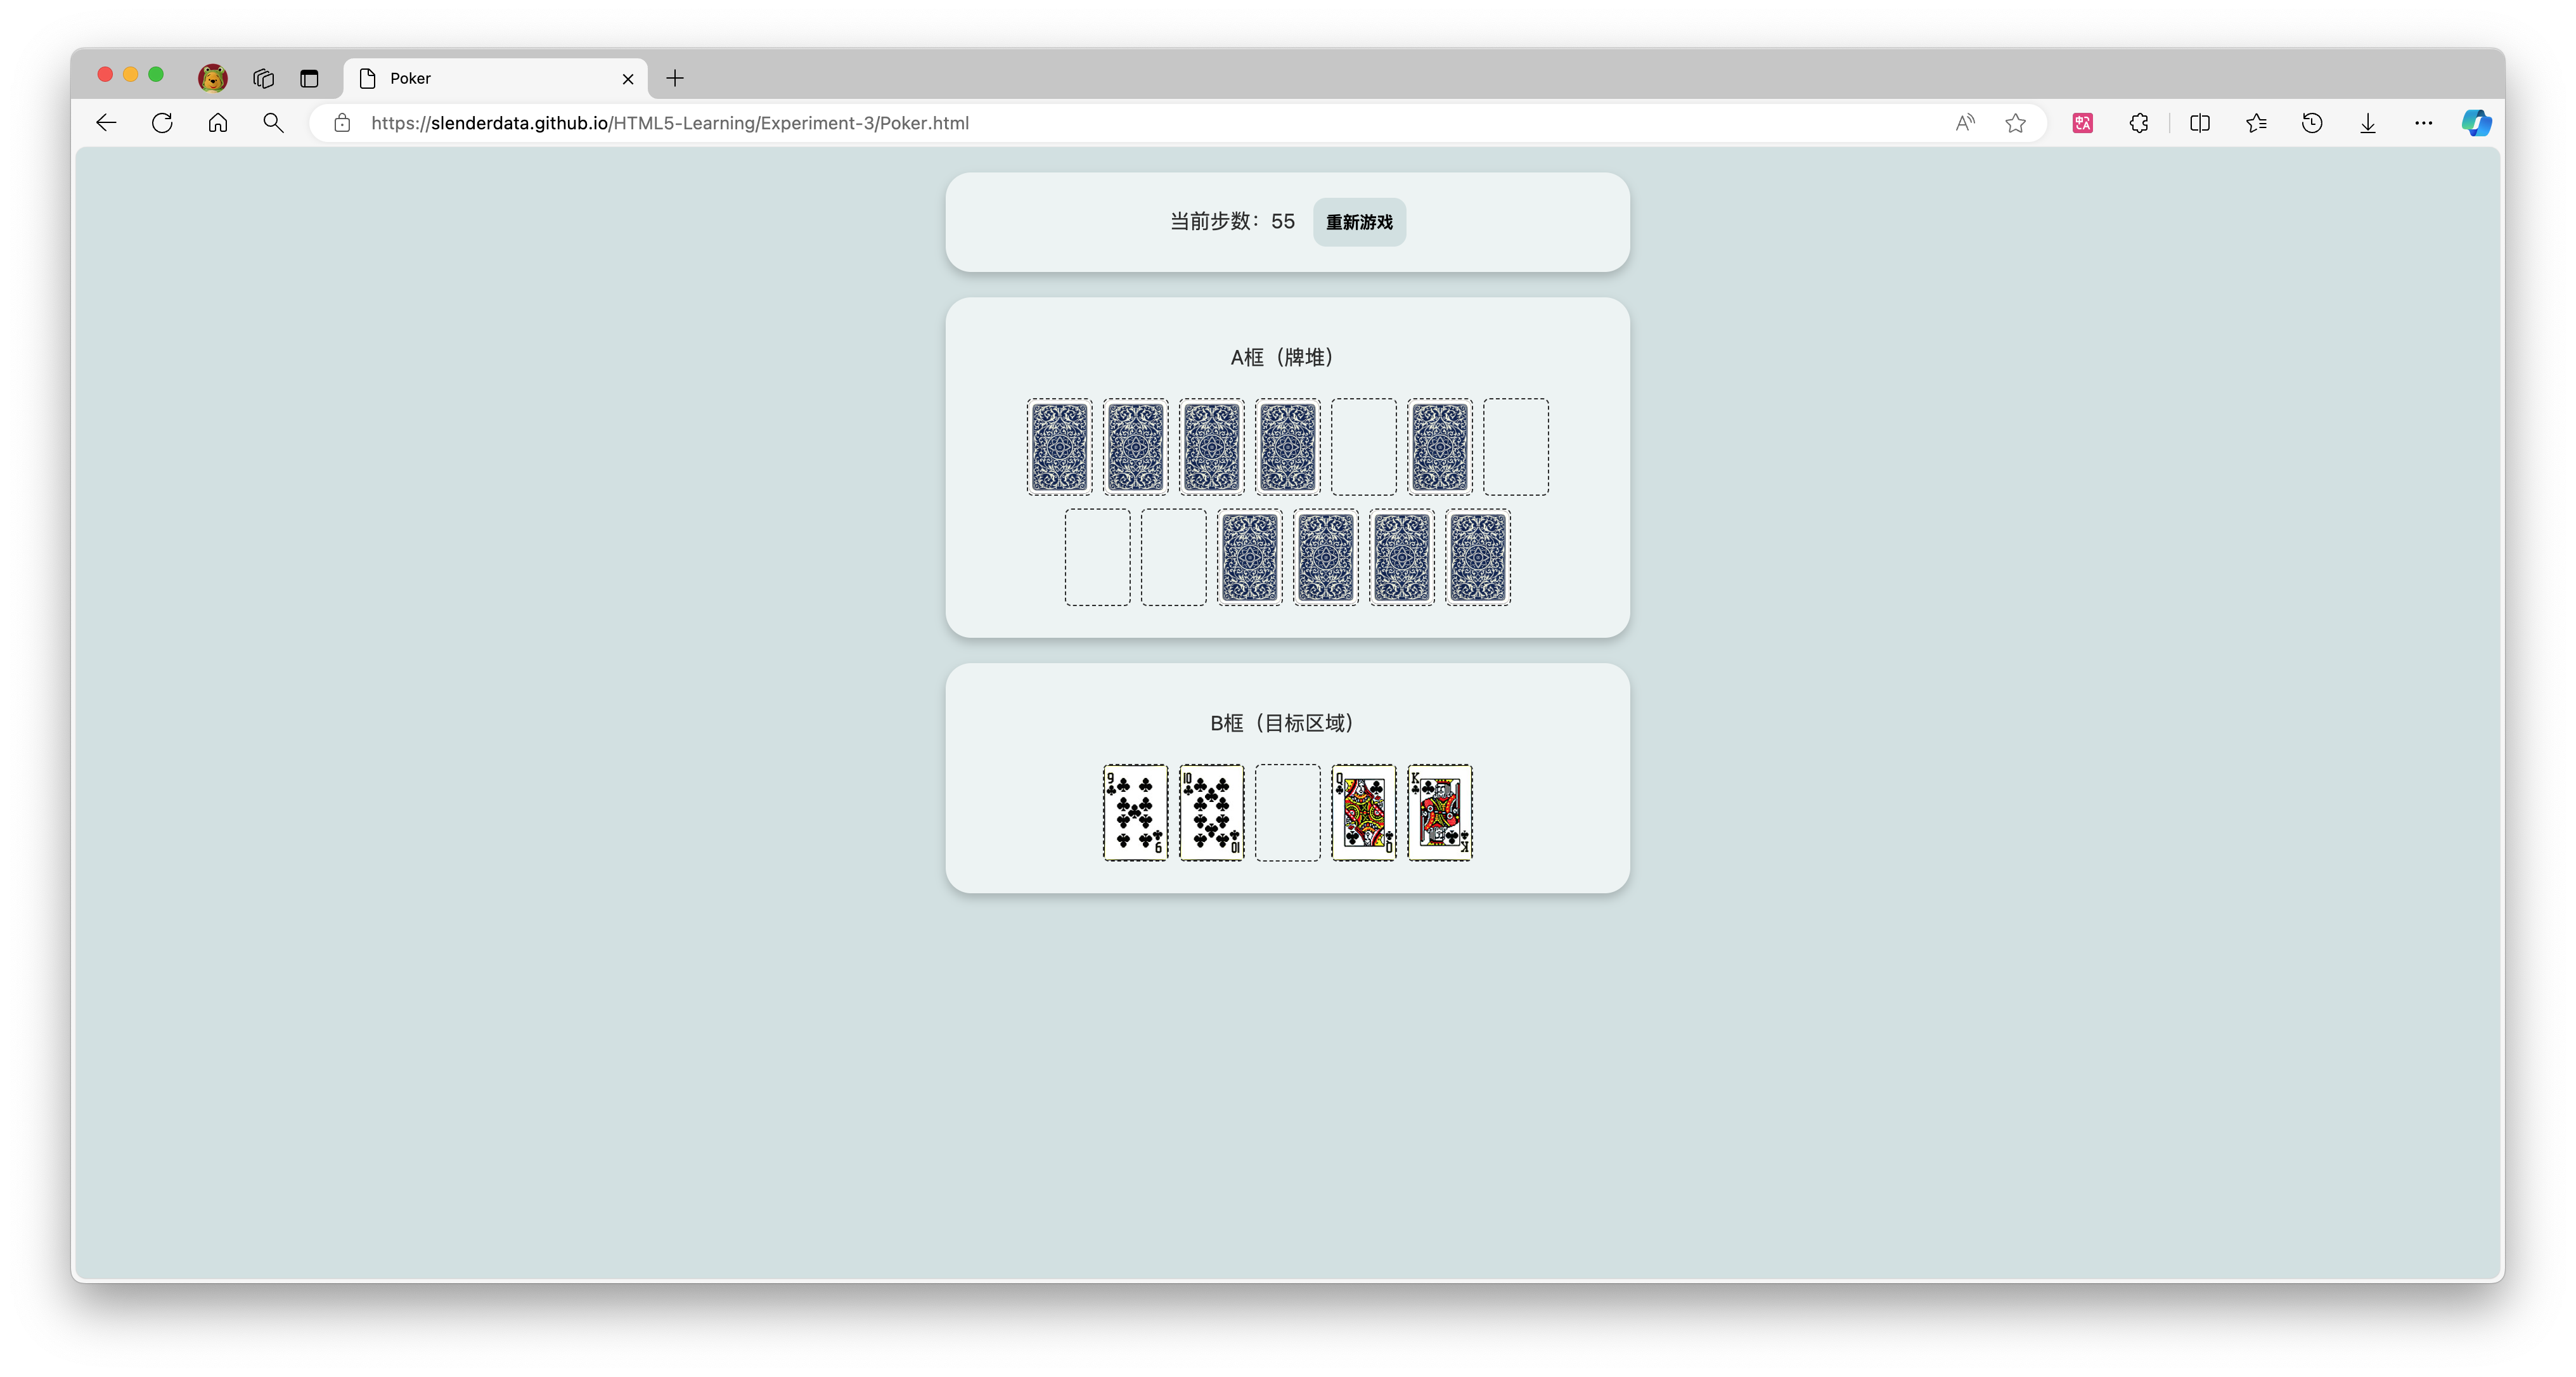 Poker
https://slenderdata.github.io/HTML5-Learning/Experiment-3/Poker.html
当前步数：55 重新游戏
A框（牌堆）
B框（目标区域）
9 10 Q K
9 10 Q K